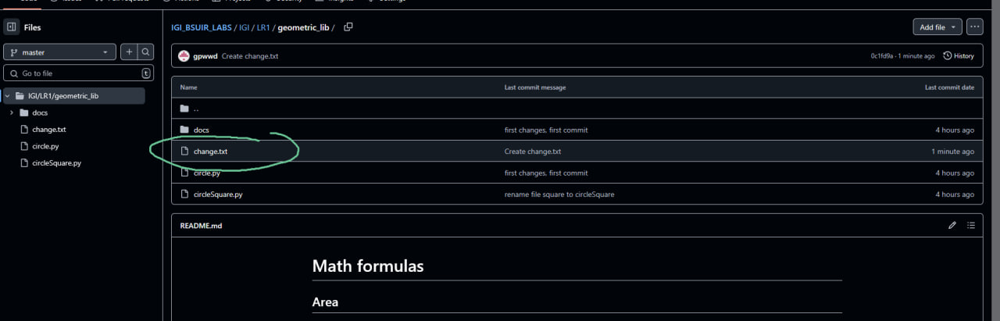 Files
master
Go to file
t
IGI/LR1/geometric_lib
docs
change.txt
circle.py
circleSquare.py
IGI_BSUIR_LABS / IGI / LR1 / geometric_lib /
Add file
gpwwd Create change.txt
0c1fd9a · 1 minute ago History
Name Last commit message Last commit date
..
docs first changes, first commit 4 hours ago
change.txt Create change.txt 1 minute ago
circle.py first changes, first commit 4 hours ago
circleSquare.py rename file square to circleSquare 4 hours ago
README.md
Math formulas
Area